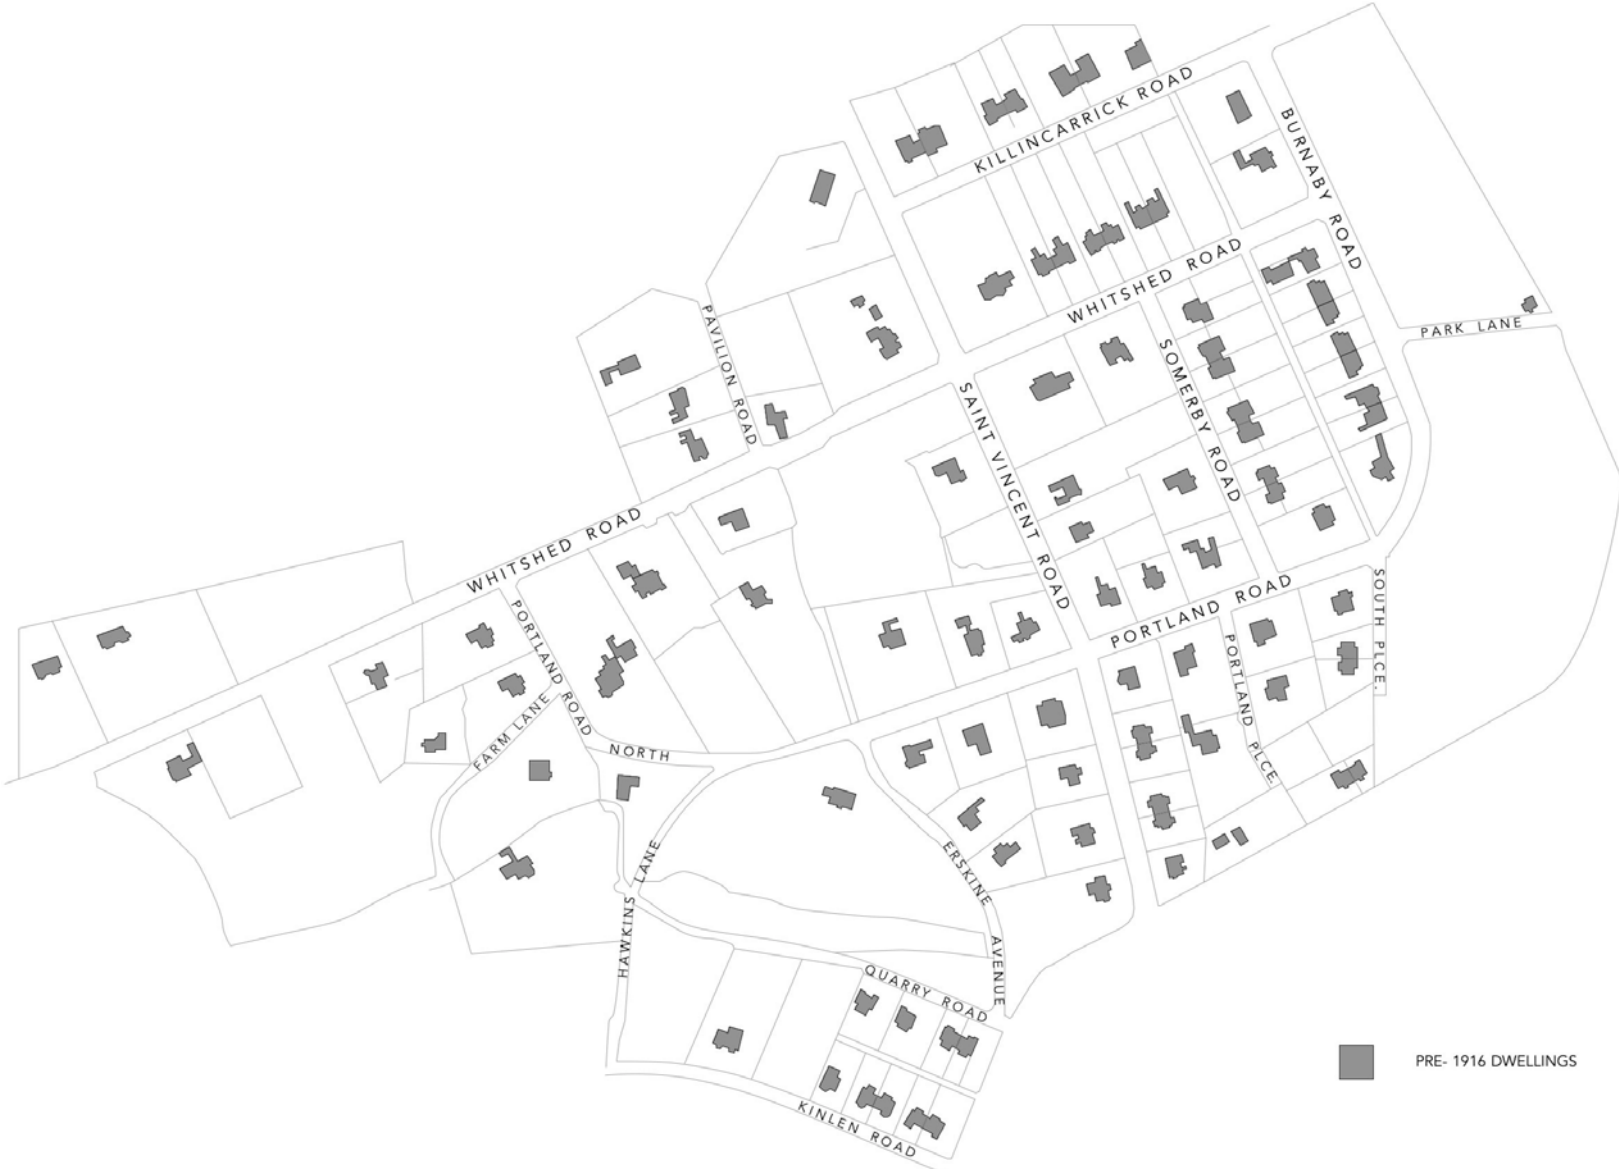 KILLINCARRICK ROAD
BURNABY ROAD
WHITSHED ROAD
PARK LANE
PAVILION ROAD
SOMERBY ROAD
SAINT VINCENT ROAD
WHITSHED ROAD
PORTLAND ROAD
SOUTH PLCE.
PORTLAND ROAD
PORTLAND PLCE.
FARM LANE
NORTH
HAWKINS LANE
ERSKINE AVENUE
QUARRY ROAD
KINLEN ROAD
PRE- 1916 DWELLINGS